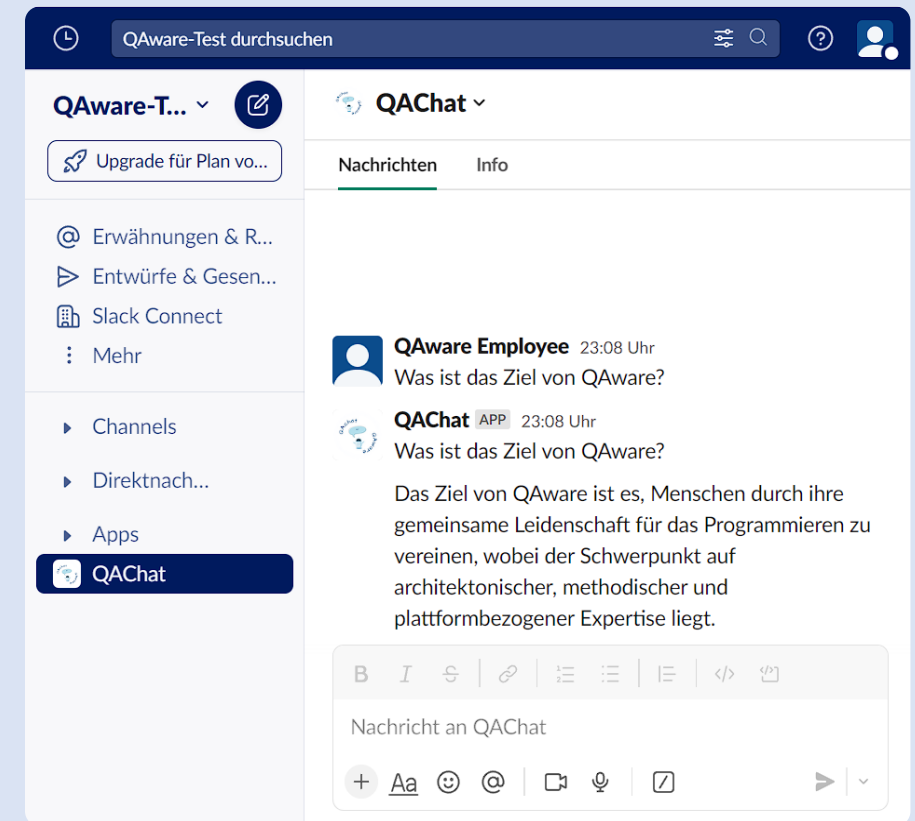 QAware-Test durchsuchen
QAware-T...
Upgrade für Plan vo...
Erwähnungen & R...
Entwürfe & Gesen...
Slack Connect
Mehr
Channels
Direktnach...
Apps
QAChat
QAChat
Nachrichten Info
QAware Employee 23:08 Uhr
Was ist das Ziel von QAware?
QAChat APP 23:08 Uhr
Was ist das Ziel von QAware?
Das Ziel von QAware ist es, Menschen durch ihre
gemeinsame Leidenschaft für das Programmieren zu
vereinen, wobei der Schwerpunkt auf
architektonischer, methodischer und
plattformbezogener Expertise liegt.
B I S
Nachricht an QAChat
Aa